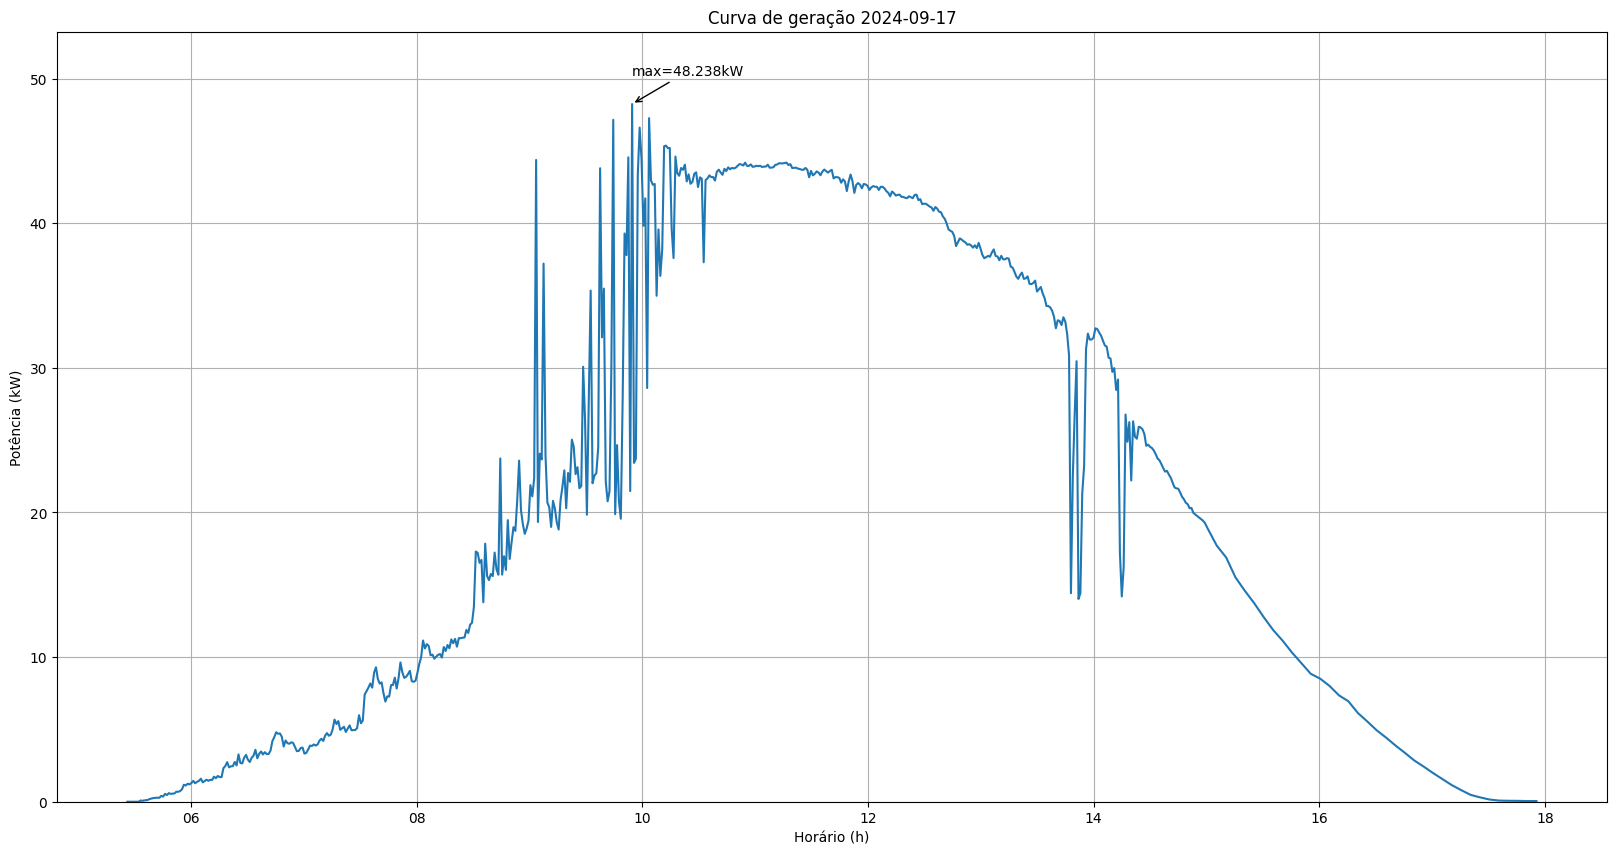 Curva de geração 2024-09-17
max=48.238kW
50
40
30
20
10
0
Potência (kW)
06 08 10 12 14 16 18
Horário (h)